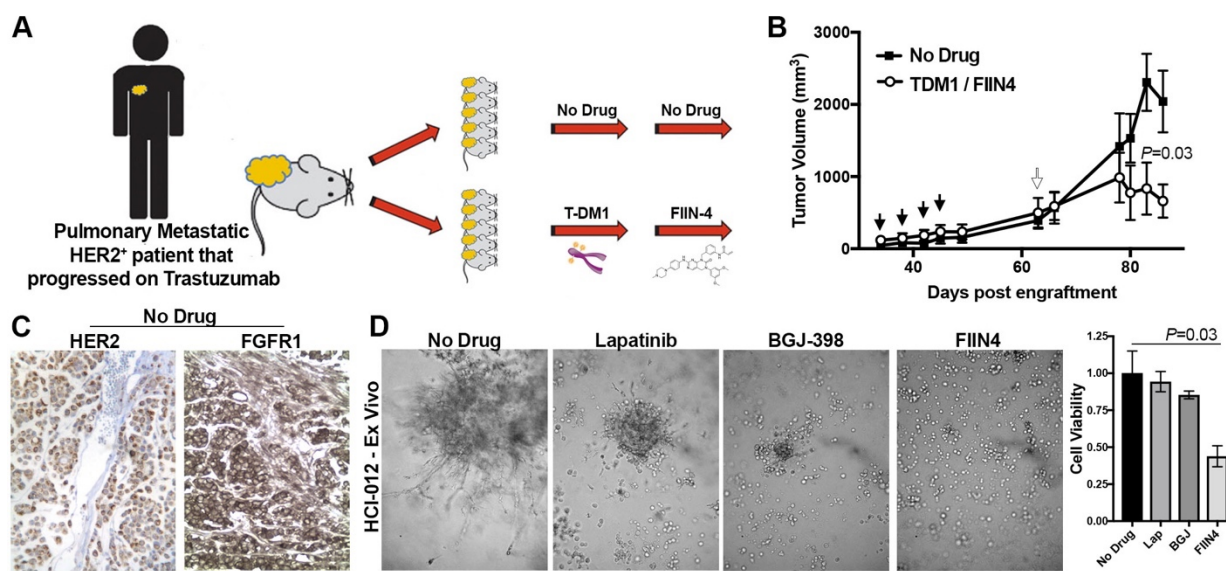 A
Pulmonary Metastatic
HER2+ patient that
progressed on Trastuzumab
No Drug
No Drug
T-DM1
FIIN-4
B
Tumor Volume (mm3)
3000
2000
1000
0
No Drug
TDM1 / FIIN4
P=0.03
40
60
80
Days post engraftment
C
No Drug
HER2
FGFR1
D
HCI-012 - Ex Vivo
No Drug
Lapatinib
BGJ-398
FIIN4
Cell Viability
1.25
1.00
0.75
0.50
0.25
0.00
P=0.03
No Drug
Lap
BGJ
FIIN4